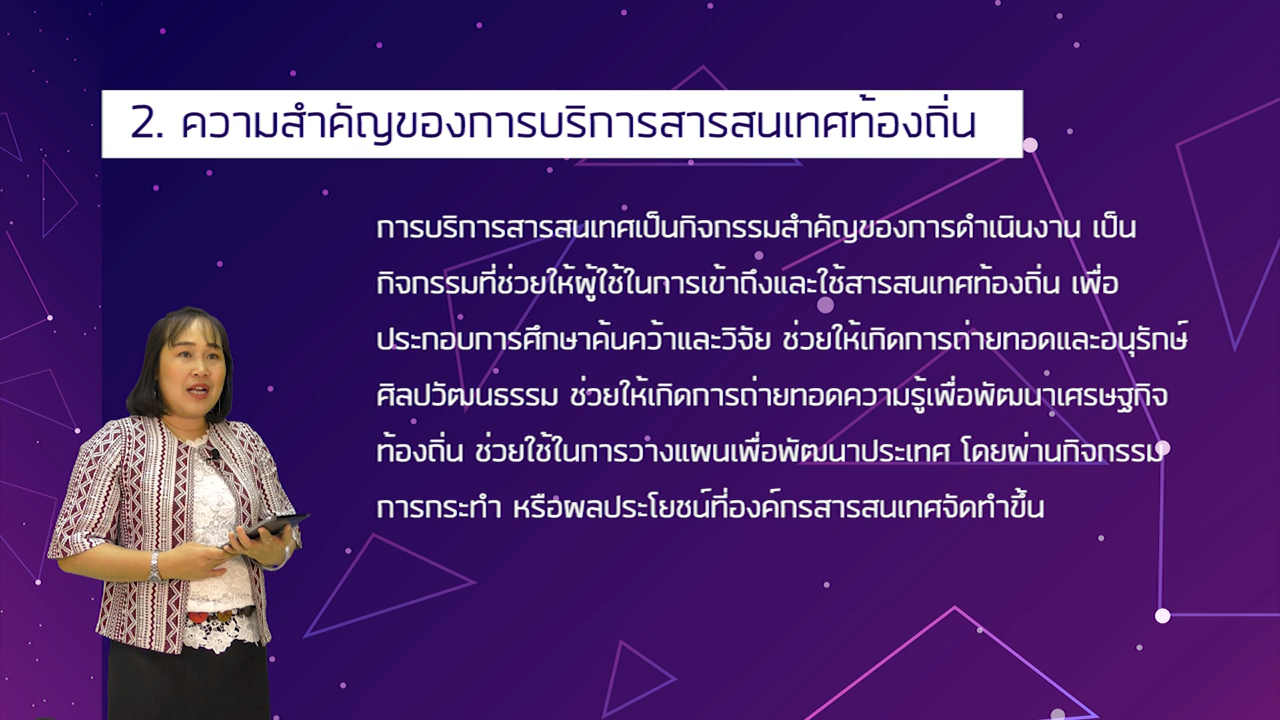 2. ความสำคัญของการบริการสารสนเทศท้องถิ่น
การบริการสารสนเทศเป็นกิจกรรมสำคัญของการดำเนินงาน เป็น
กิจกรรมที่ช่วยให้ผู้ใช้ในการเข้าถึงและใช้สารสนเทศท้องถิ่น เพื่อ
ประกอบการศึกษาค้นคว้าและวิจัย ช่วยให้เกิดการถ่ายทอดและอนุรักษ์
ศิลปวัฒนธรรม ช่วยให้เกิดการถ่ายทอดความรู้เพื่อพัฒนาเศรษฐกิจ
ท้องถิ่น ช่วยใช้ในการวางแผนเพื่อพัฒนาประเทศ โดยผ่านกิจกรรม
การกระทำ หรือผลประโยชน์ที่องค์กรสารสนเทศจัดทำขึ้น